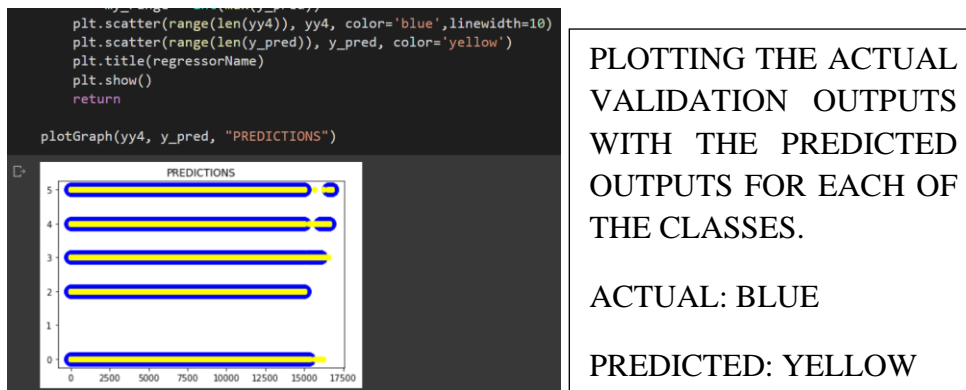 plt.scatter(range(len(yy4)), yy4, color='blue',linewidth=10)
plt.scatter(range(len(y_pred)), y_pred, color='yellow')
plt.title(regressorName)
plt.show()
return
plotGraph(yy4, y_pred, "PREDICTIONS")
PREDICTIONS
5
4
3
2
1
0
0 2500 5000 7500 10000 12500 15000 17500
PLOTTING THE ACTUAL
VALIDATION OUTPUTS
WITH THE PREDICTED
OUTPUTS FOR EACH OF
THE CLASSES.
ACTUAL: BLUE
PREDICTED: YELLOW